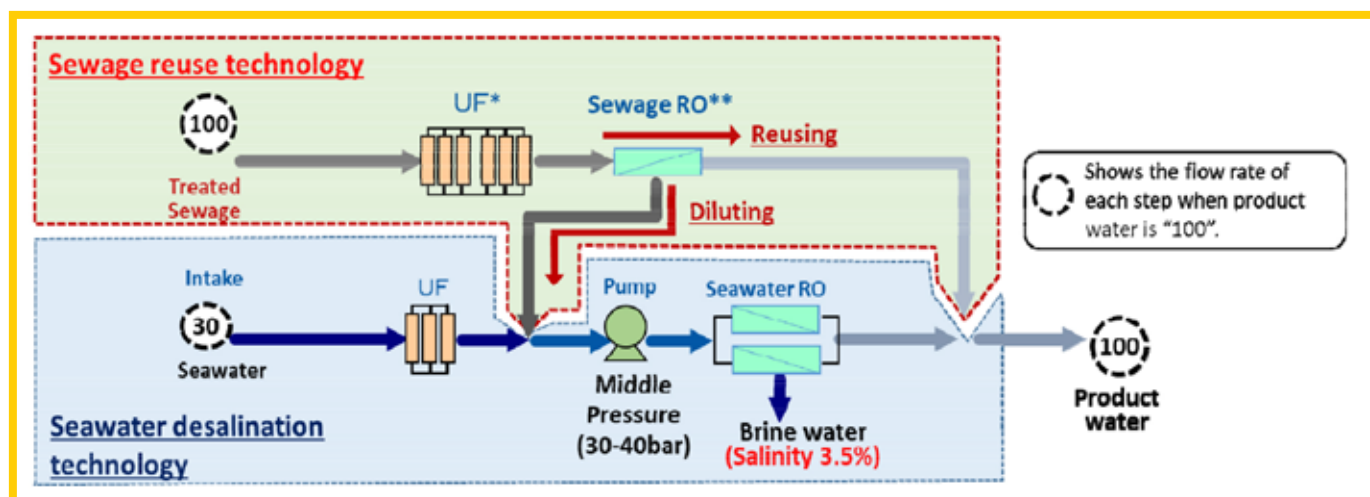 Sewage reuse technology
100
Treated
Sewage
UF*
Sewage RO**
Reusing
Diluting
Shows the flow rate of
each step when product
water is “100”.
Intake
30
Seawater
UF
Pump
Middle
Pressure
(30-40bar)
Seawater RO
Brine water
(Salinity 3.5%)
100
Product
water
Seawater desalination
technology